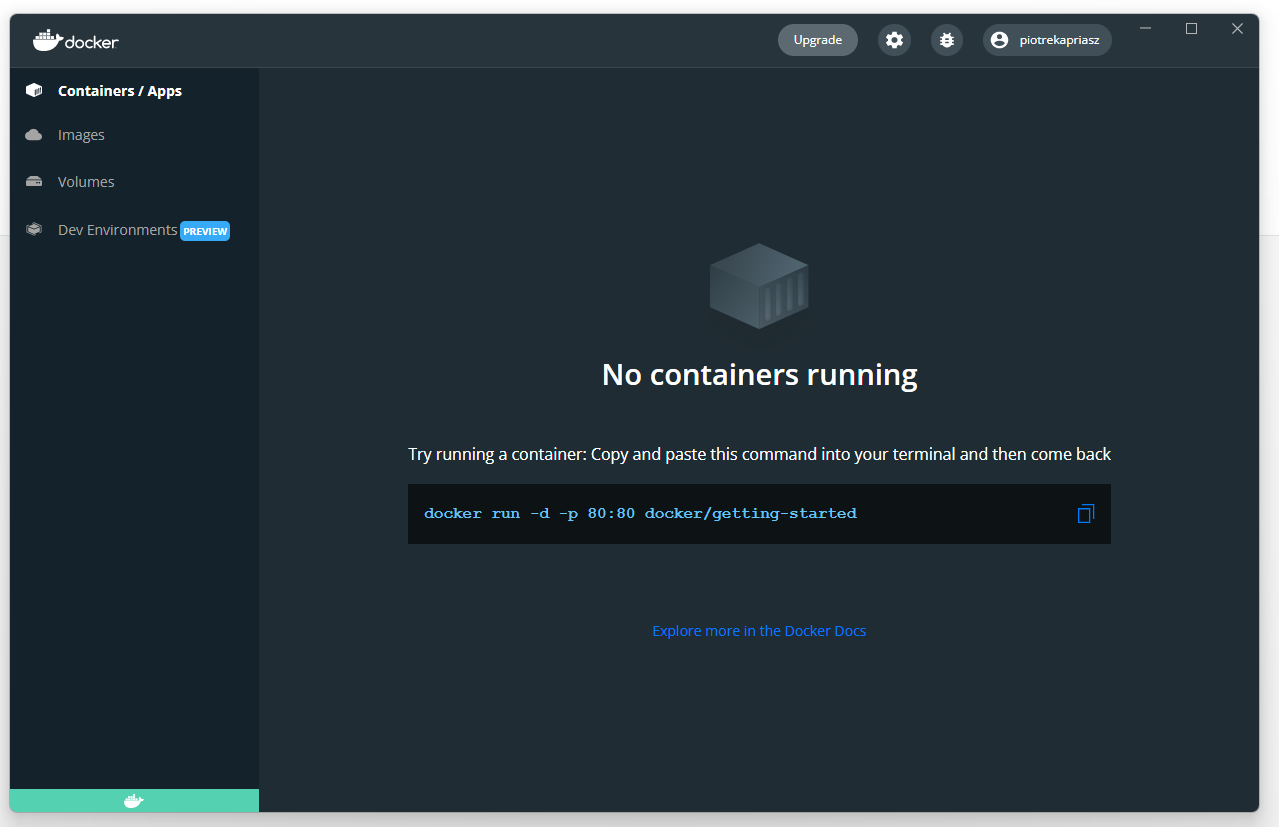 docker
Upgrade
piotrekapriasz
Containers / Apps
Images
Volumes
Dev Environments PREVIEW
No containers running
Try running a container: Copy and paste this command into your terminal and then come back
docker run -d -p 80:80 docker/getting-started
Explore more in the Docker Docs